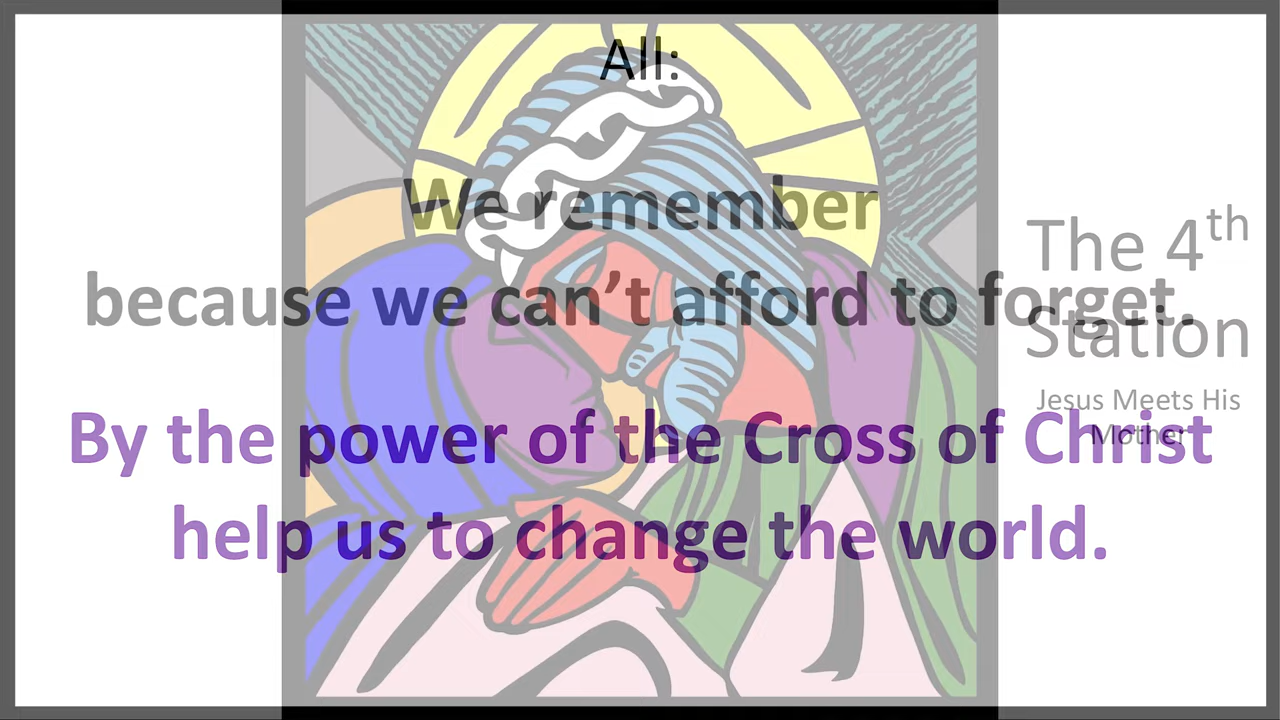 All:
We remember
because we can’t afford to forget.
By the power of the Cross of Christ
help us to change the world.
The 4th
Station
Jesus Meets His
Mother